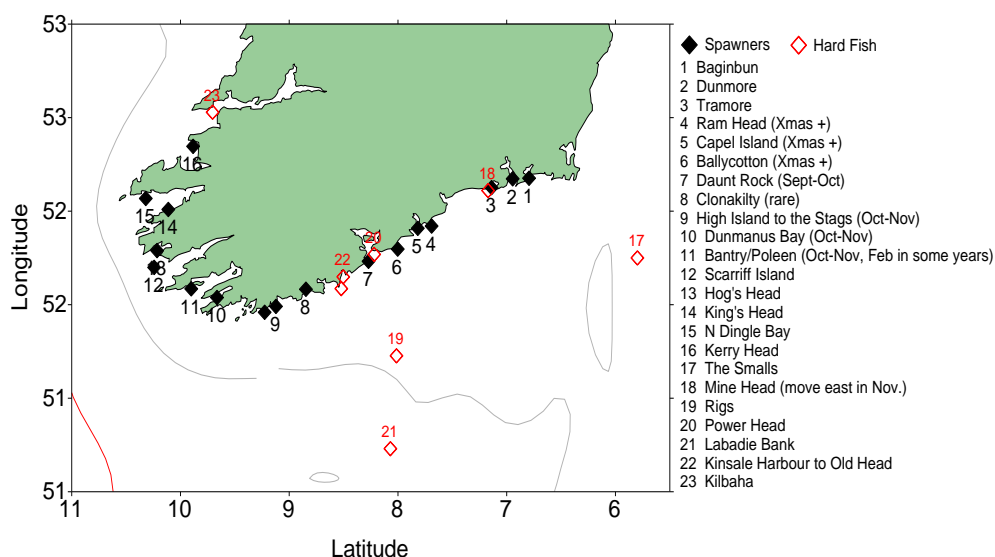 53
53
52
52
51
51
11
10
9
8
7
6
Longitude
Latitude
23
16
15
14
13
12
11
10
9
8
22
20
7
6
5
4
18
3
2
1
17
19
21
Spawners Hard Fish
1 Baginbun
2 Dunmore
3 Tramore
4 Ram Head (Xmas +)
5 Capel Island (Xmas +)
6 Ballycotton (Xmas +)
7 Daunt Rock (Sept-Oct)
8 Clonakilty (rare)
9 High Island to the Stags (Oct-Nov)
10 Dunmanus Bay (Oct-Nov)
11 Bantry/Poleen (Oct-Nov, Feb in some years)
12 Scarriff Island
13 Hog's Head
14 King's Head
15 N Dingle Bay
16 Kerry Head
17 The Smalls
18 Mine Head (move east in Nov.)
19 Rigs
20 Power Head
21 Labadie Bank
22 Kinsale Harbour to Old Head
23 Kilbaha